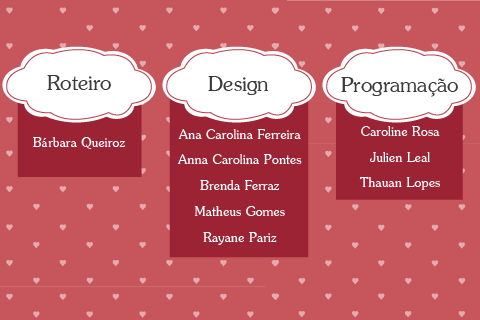 Roteiro
Bárbara Queiroz
Design
Ana Carolina Ferreira
Anna Carolina Pontes
Brenda Ferraz
Matheus Gomes
Rayane Pariz
Programação
Caroline Rosa
Julien Leal
Thauan Lopes